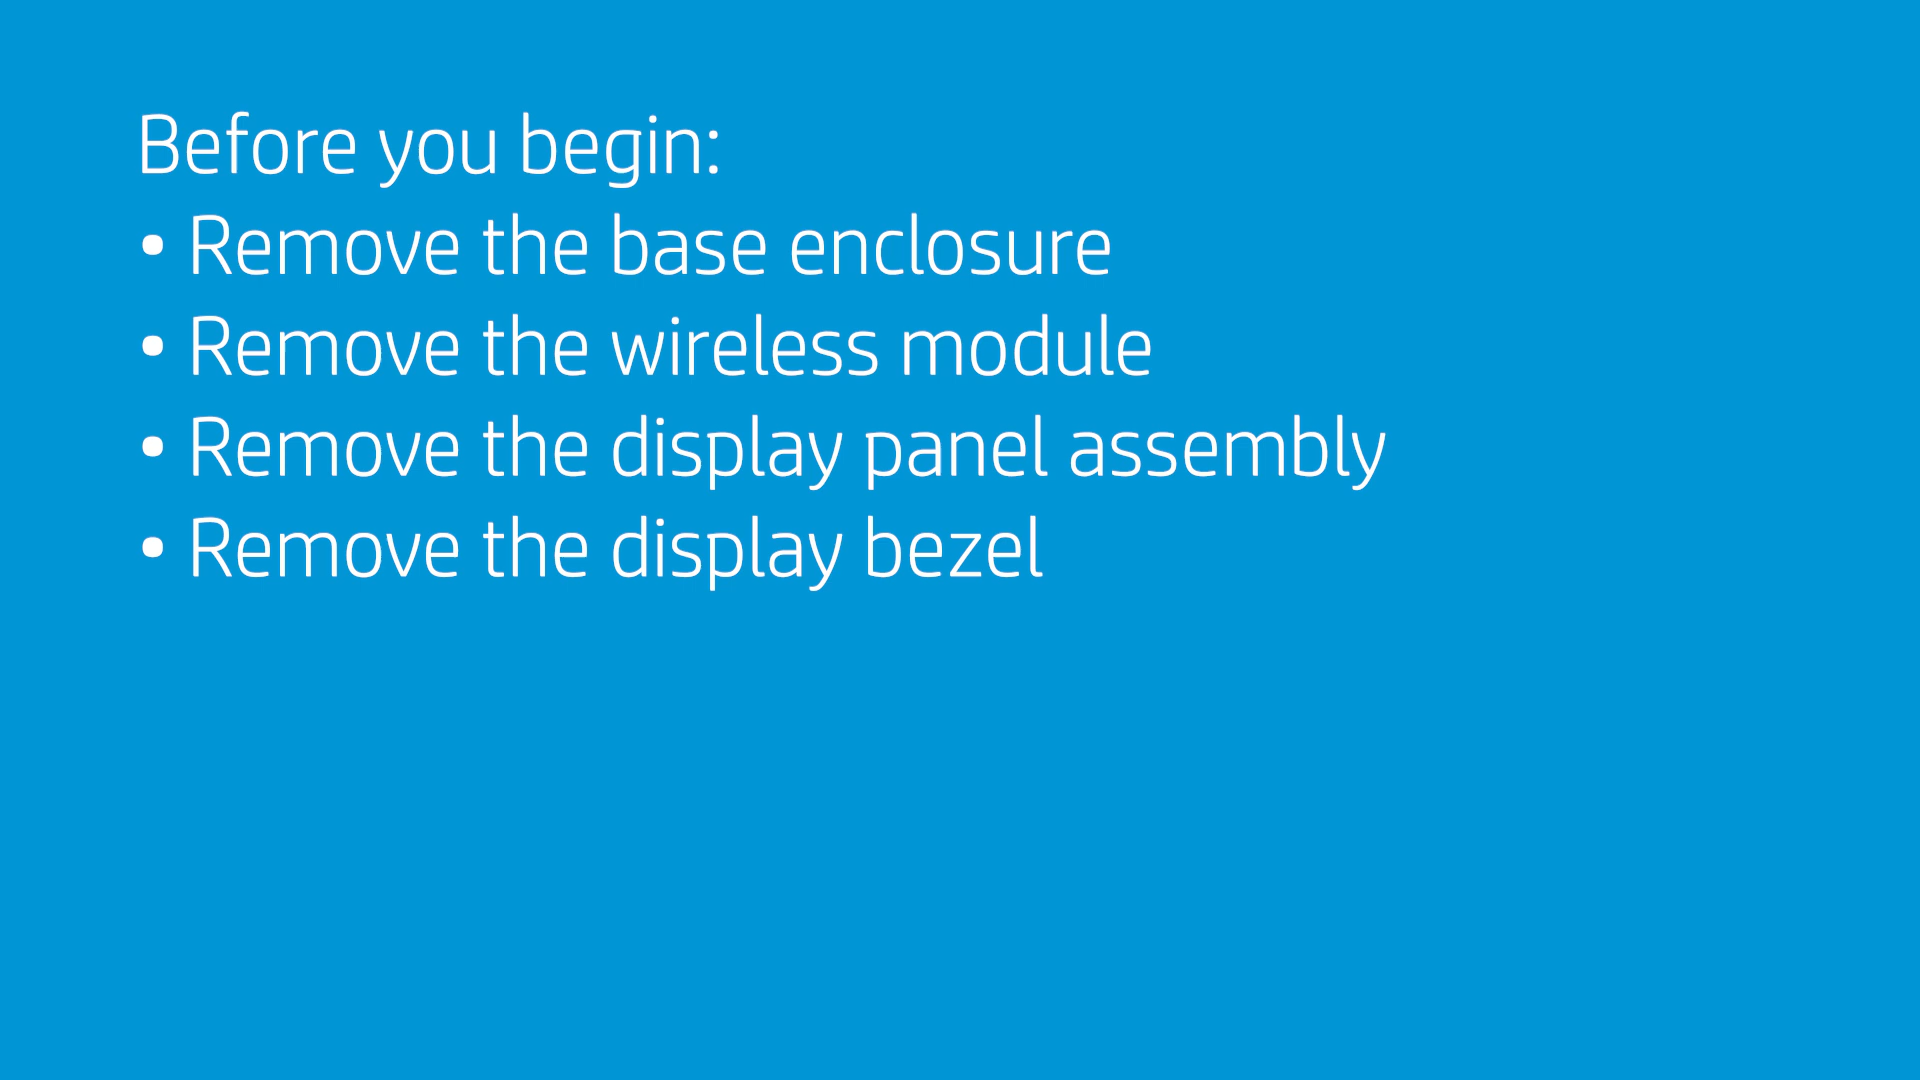 Before you begin:
• Remove the base enclosure
• Remove the wireless module
• Remove the display panel assembly
• Remove the display bezel